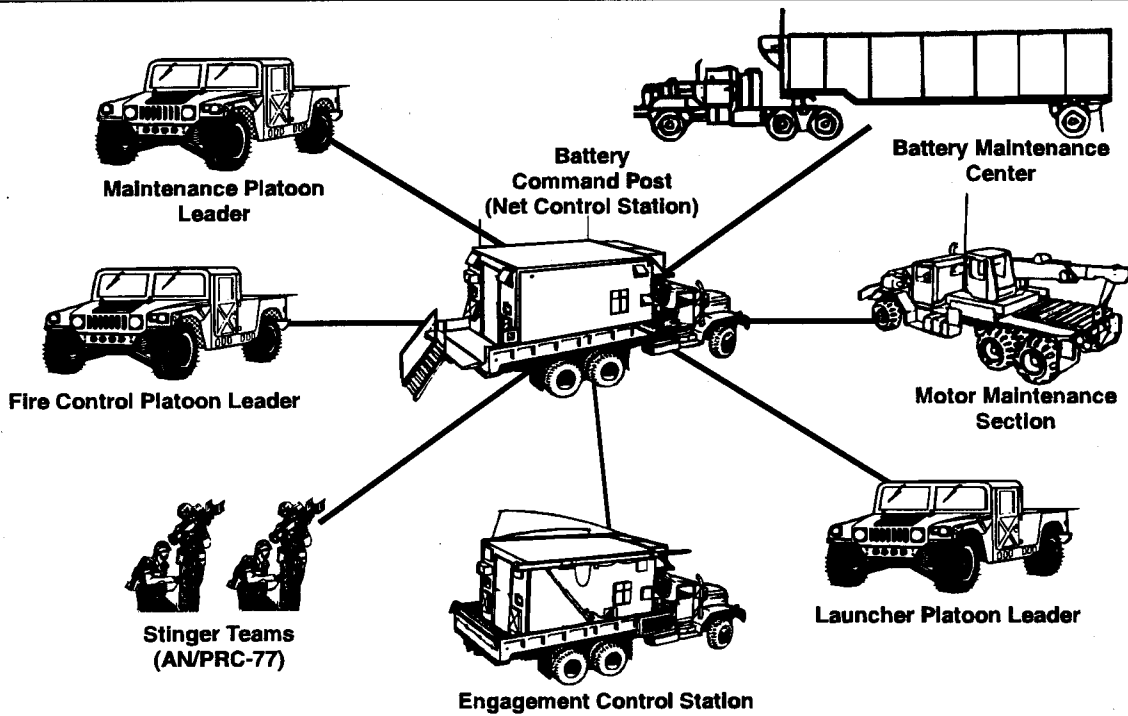 Maintenance Platoon
Leader
Battery
Command Post
(Net Control Station)
Battery Maintenance
Center
Fire Control Platoon Leader
Motor Maintenance
Section
Stinger Teams
(AN/PRC-77)
Engagement Control Station
Launcher Platoon Leader